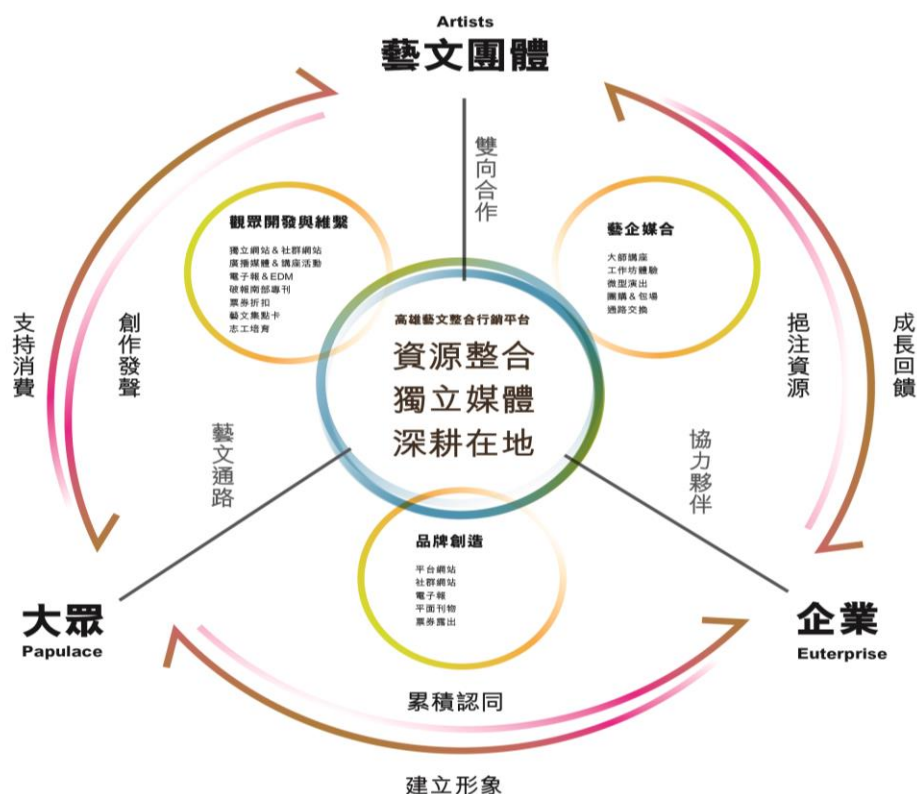 Artists
藝文團體
雙向合作
觀眾開發與維繫
獨立網站&社群網站
廣播媒體&講座活動
電子報&EDM
破報南部專刊
票券折扣
藝文集點卡
志工培育
藝企媒合
大師講座
工作坊體驗
微型演出
團購&包場
通路交換
支持消費
創作發聲
高雄藝文整合行銷平台
資源整合
獨立媒體
深耕在地
挹注資源
成長回饋
藝文通路
協力夥伴
品牌創造
平台網站
社群網站
電子報
平面刊物
票券露出
大眾
Papulace
企業
Euterprise
累積認同
建立形象